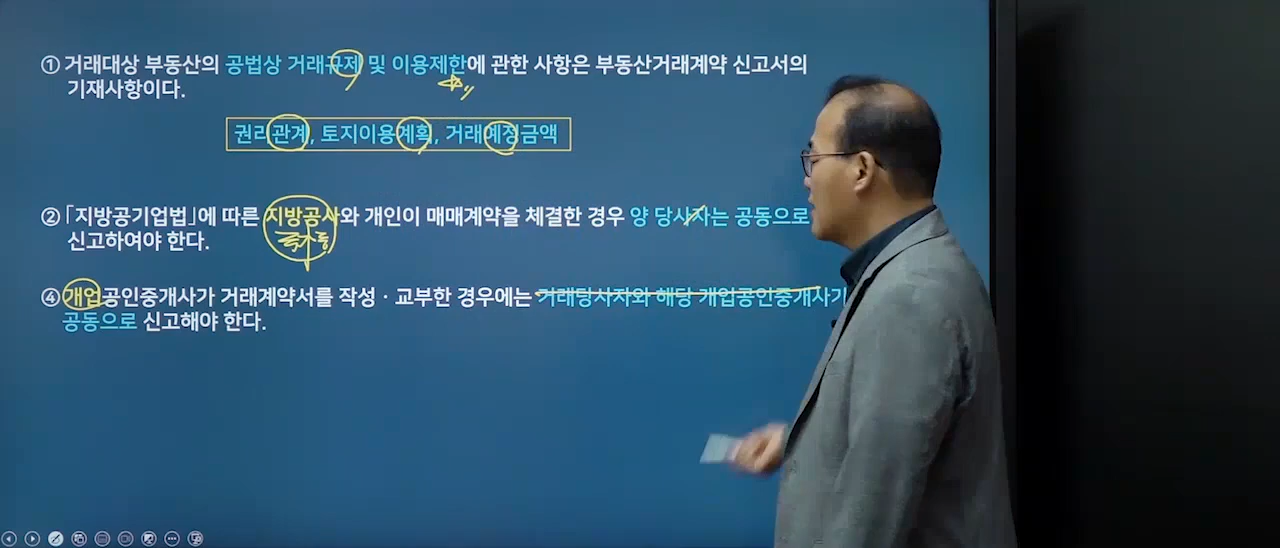 ① 거래대상 부동산의 공법상 거래규제 및 이용제한에 관한 사항은 부동산거래계약 신고서의
기재사항이다.
권리관계, 토지이용계획, 거래예정금액
② 「지방공기업법」에 따른 지방공사와 개인이 매매계약을 체결한 경우 양 당사자는 공동으로
신고하여야 한다.
④ 개업공인중개사가 거래계약서를 작성 · 교부한 경우에는 거래당사자와 해당 개업공인중개사가
공동으로 신고해야 한다.